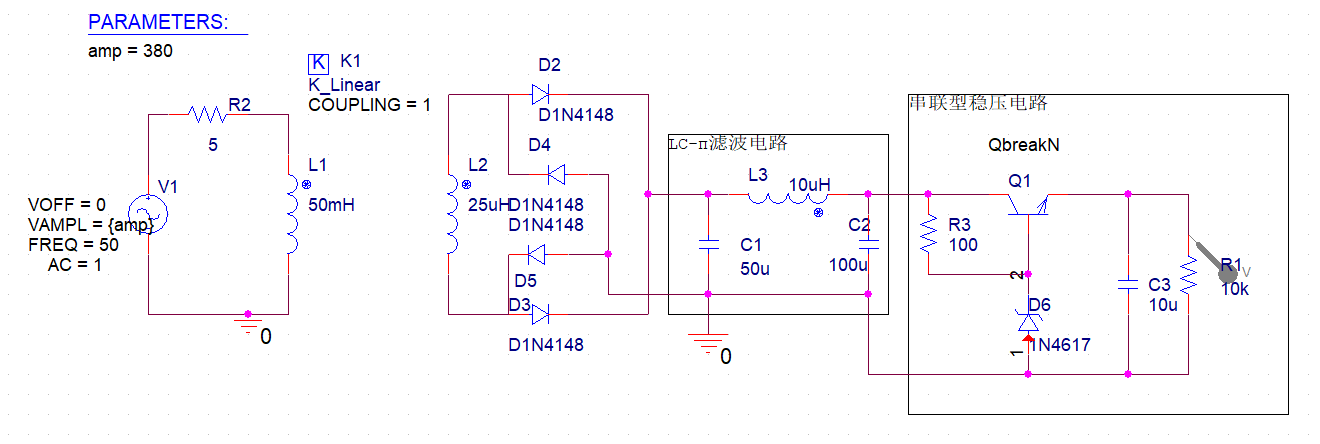 PARAMETERS:
amp = 380
K K1
K_Linear
COUPLING = 1
R2
5
V1
VOFF = 0
VAMPL = {amp}
FREQ = 50
AC = 1
0
L1
50mH
L2
25uH
D2
D1N4148
D4
D1N4148
D1N4148
D5
D3
D1N4148
LC-π滤波电路
L3
10uH
C1
50u
C2
100u
0
串联型稳压电路
QbreakN
Q1
R3
100
2
D6
1
1N4617
C3
10u
R1
10k
V